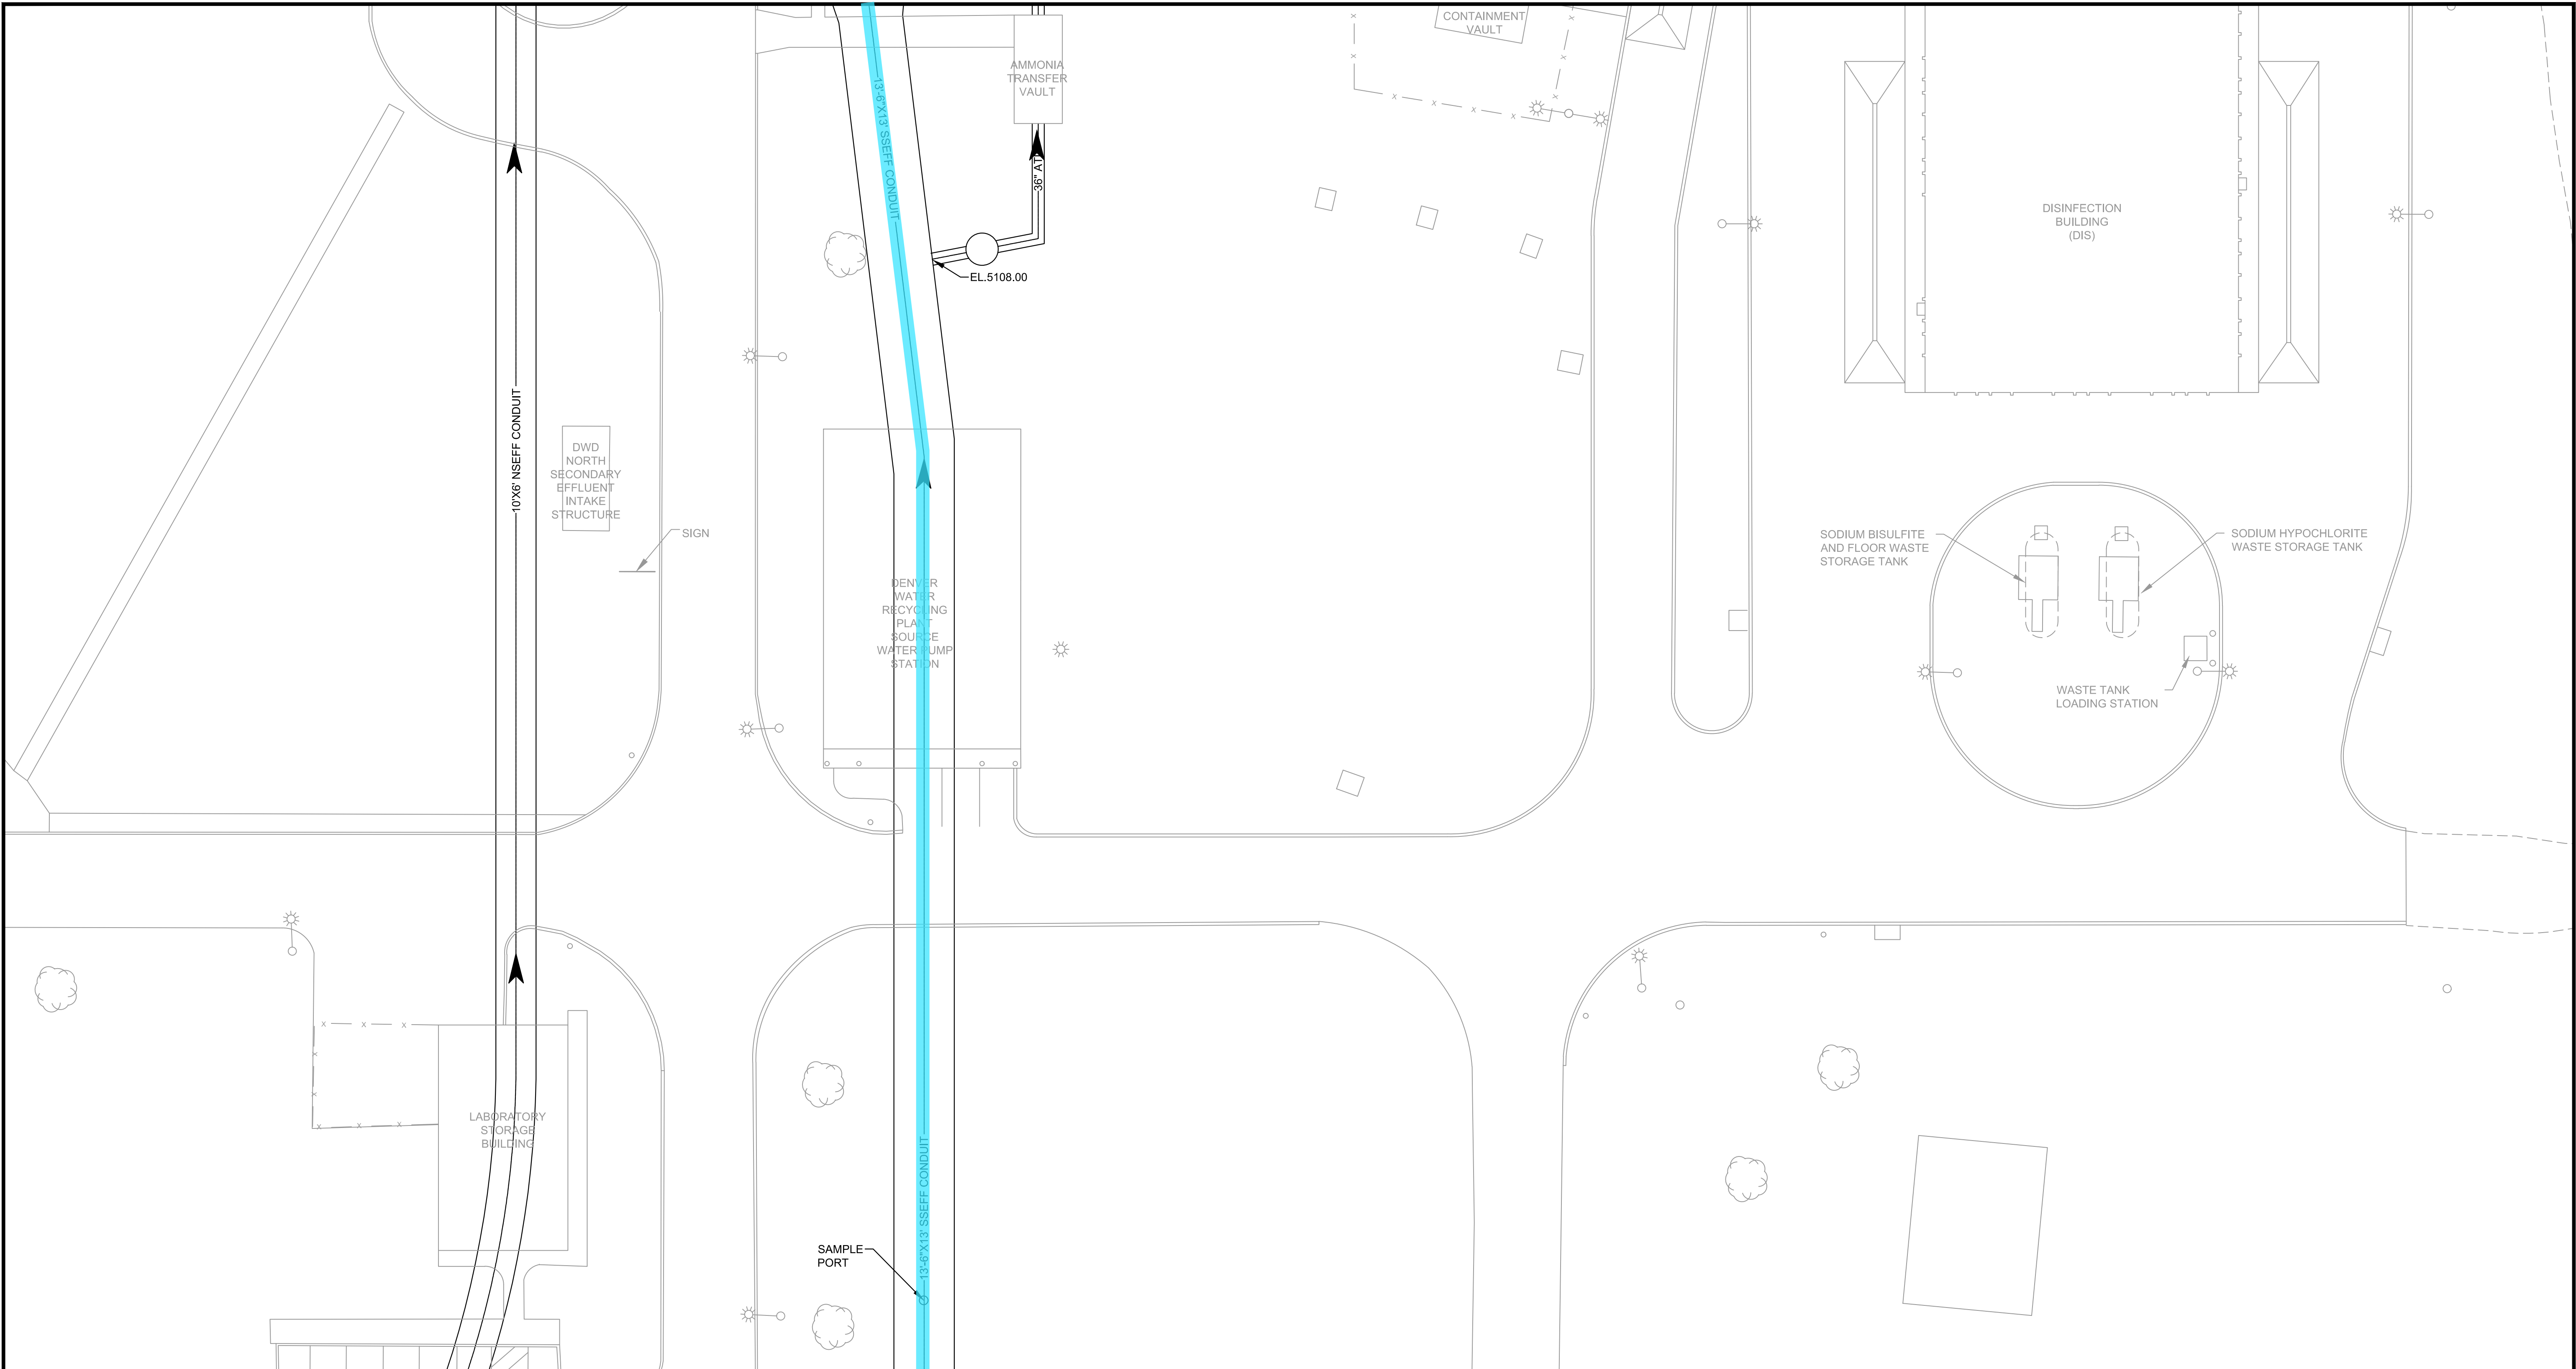 CONTAINMENT
VAULT
AMMONIA
TRANSFER
VAULT
13'-6"X13' SSEFF CONDUIT
36" AT
EL.5108.00
DISINFECTION
BUILDING
(DIS)
10'X6' NSEFF CONDUIT
DWD
NORTH
SECONDARY
EFFLUENT
INTAKE
STRUCTURE
SIGN
DENVER
WATER
RECYCLING
PLANT
SOURCE
WATER PUMP
STATION
SODIUM BISULFITE
AND FLOOR WASTE
STORAGE TANK
SODIUM HYPOCHLORITE
WASTE STORAGE TANK
WASTE TANK
LOADING STATION
LABORATORY
STORAGE
BUILDING
13'-6"X13' SSEFF CONDUIT
SAMPLE
PORT